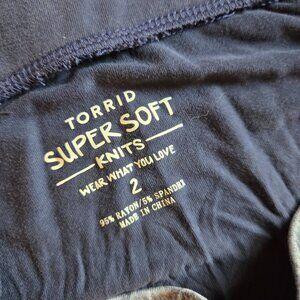 TORRID
SUPER SOFT
KNITS
WEAR WHAT YOU LOVE
2
95% RAYON/5% SPANDEX
MADE IN CHINA